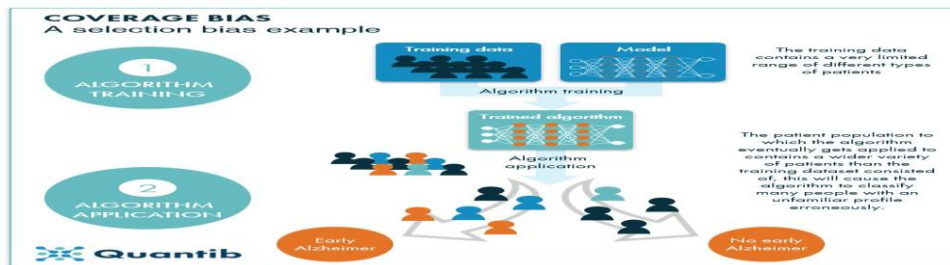 COVERAGE BIAS
A selection bias example
1
ALGORITHM
TRAINING
Training data
Model
The training data
contains a very limited
range of different types
of patients
Algorithm training
Trained algorithm
Algorithm
application
The patient population to
which the algorithm
eventually gets applied to
contains a wider variety
of patients than the
training dataset consisted
of, this will cause the
algorithm to classify
many people with an
unfamiliar profile
erroneously.
2
ALGORITHM
APPLICATION
Early
Alzheimer
No early
Alzheimer
Quantib